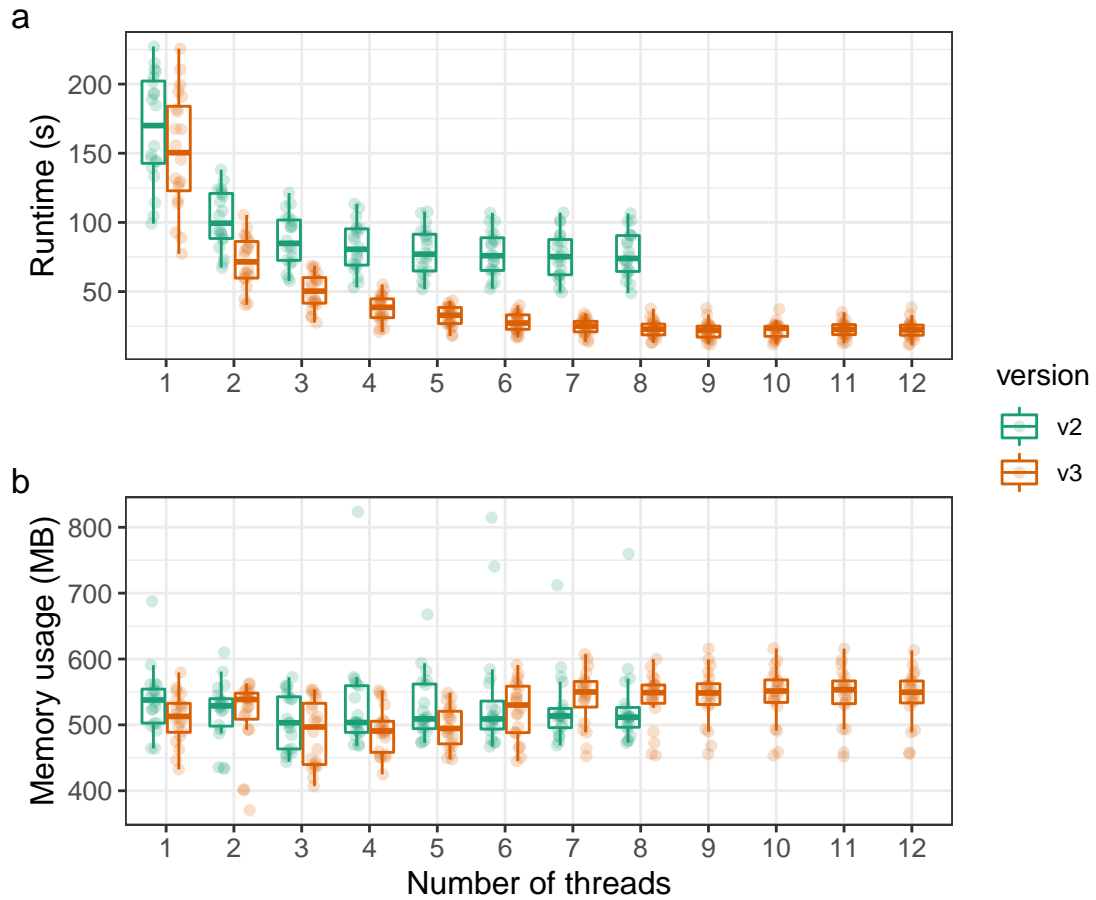 a
Runtime (s)
200
150
100
50
1 2 3 4 5 6 7 8 9 10 11 12
version
v2
v3
b
Memory usage (MB)
800
700
600
500
400
1 2 3 4 5 6 7 8 9 10 11 12
Number of threads